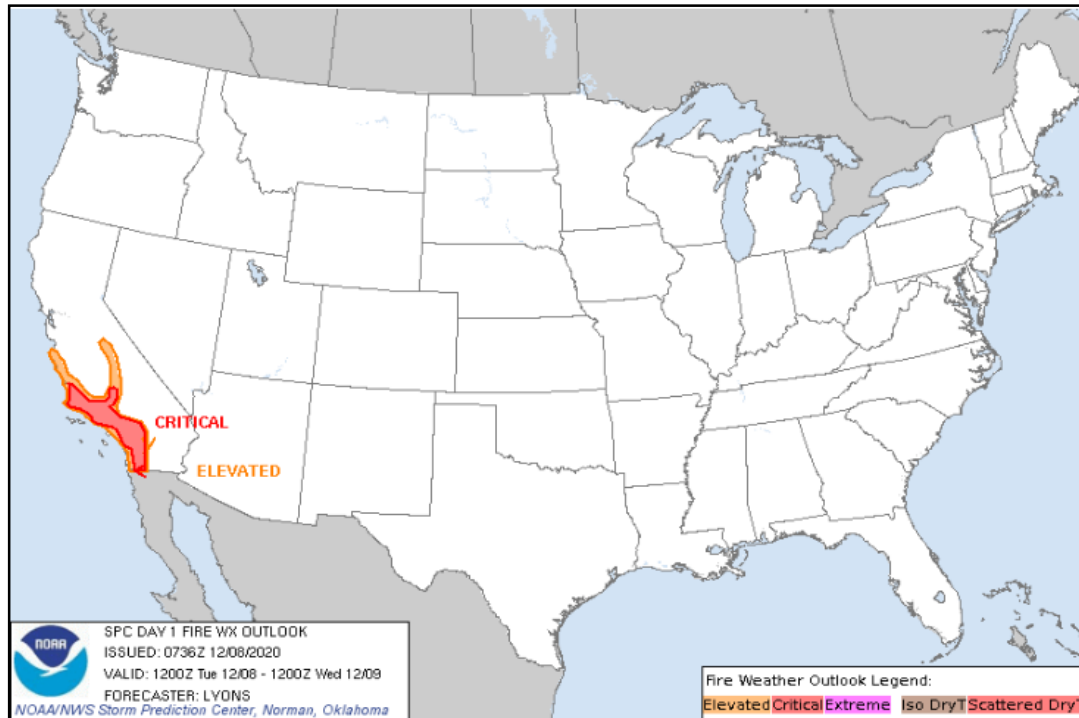 CRITICAL
ELEVATED
NOAA
SPC DAY 1 FIRE WX OUTLOOK
ISSUED: 0736Z 12/08/2020
VALID: 1200Z Tue 12/08 - 1200Z Wed 12/09
FORECASTER: LYONS
NOAA/NWS Storm Prediction Center, Norman, Oklahoma
Fire Weather Outlook Legend:
Elevated Critical Extreme Iso DryT Scattered DryT